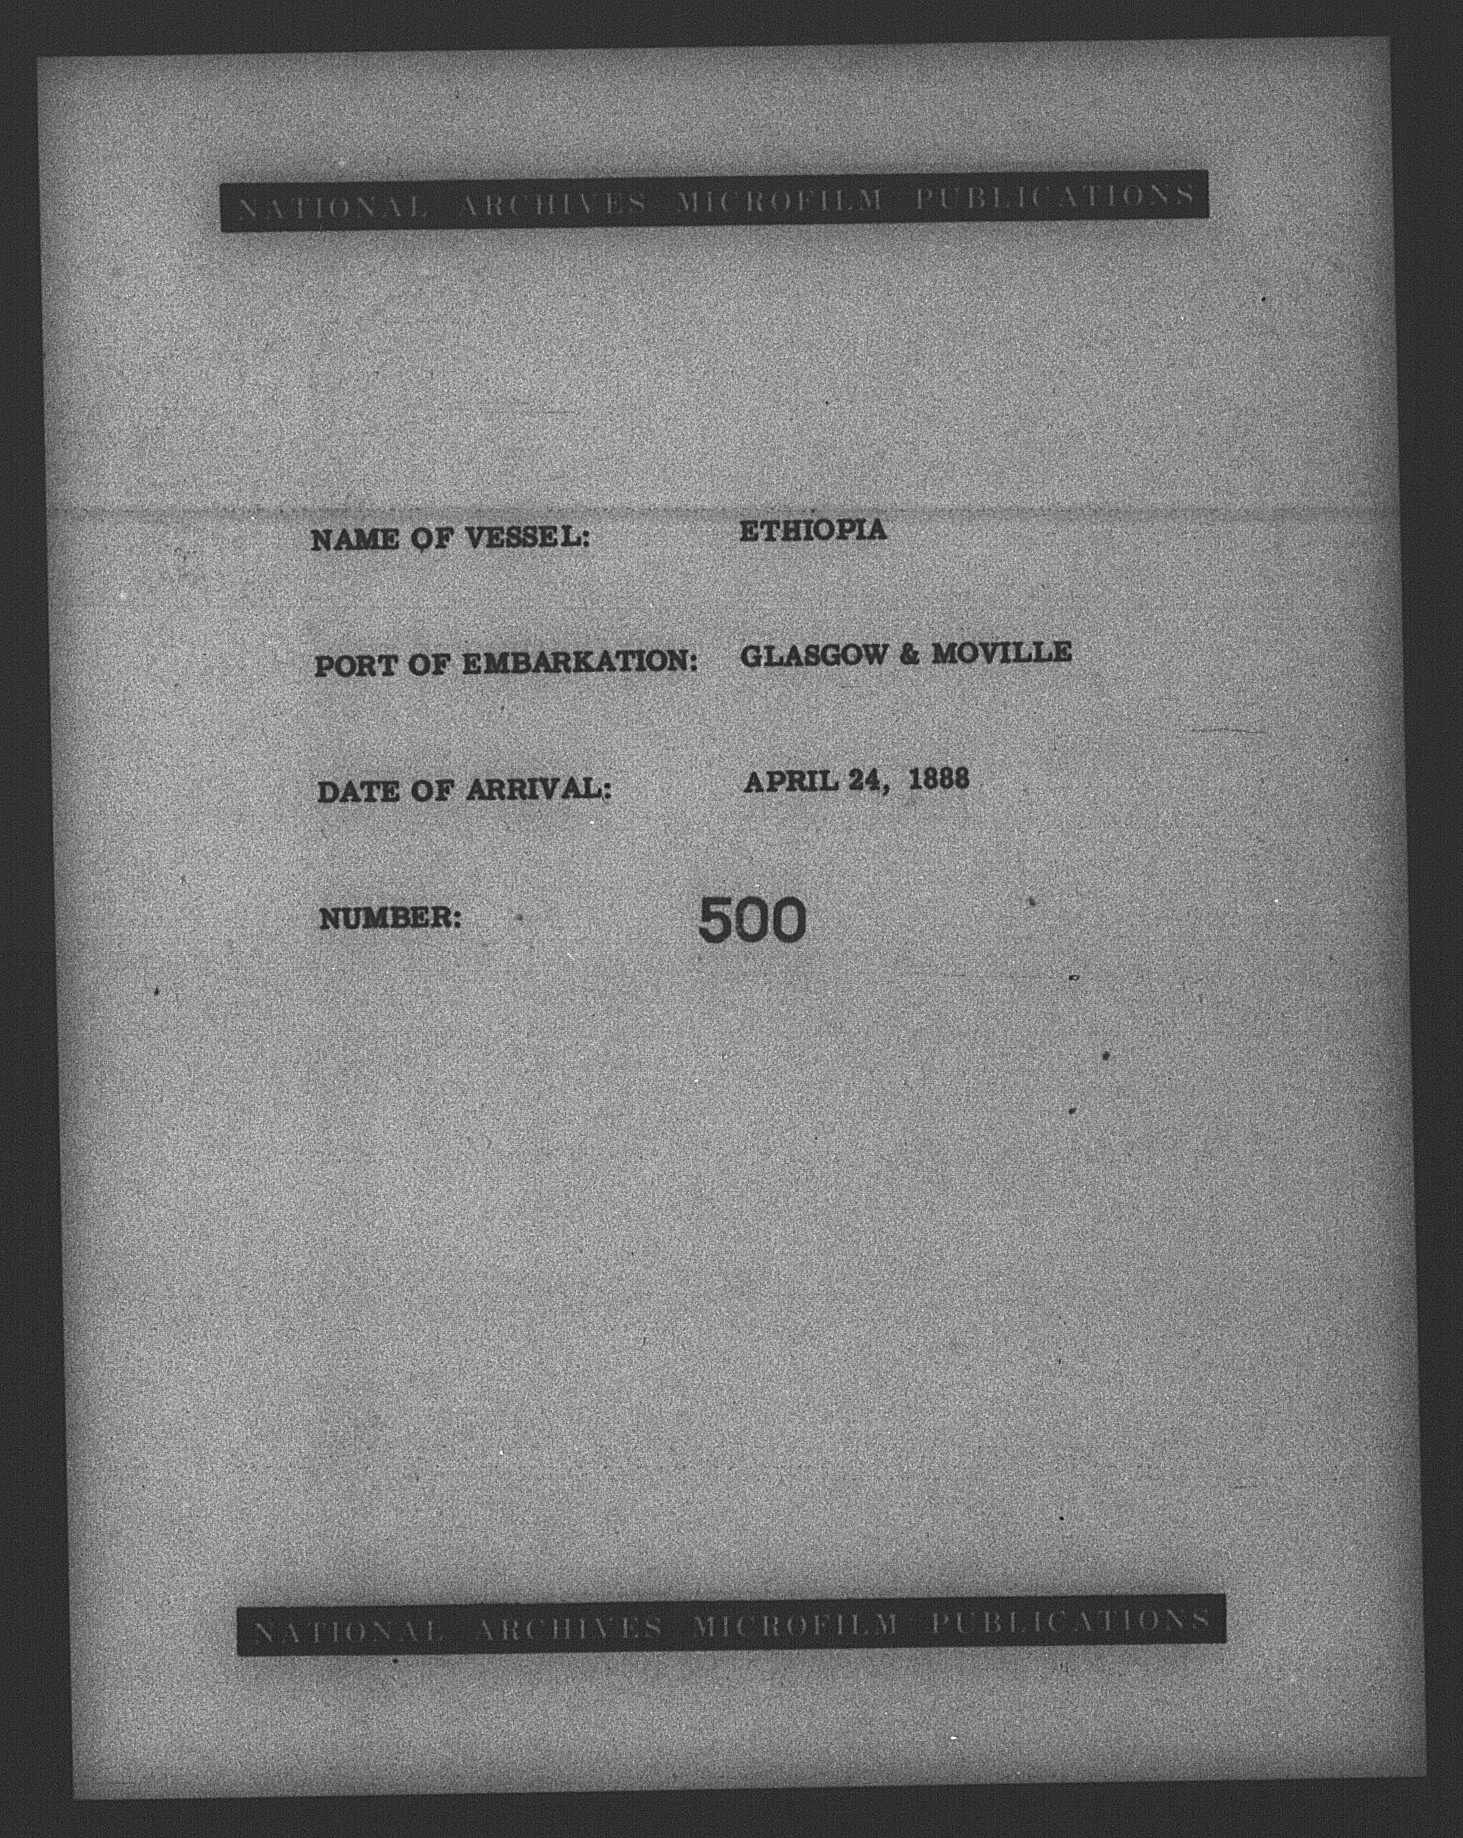 NATIONAL ARCHIVES MICROFILM PUBLICATIONS
NAME OF VESSEL: ETHIOPIA
PORT OF EMBARKATION: GLASGOW & MOVILLE
DATE OF ARRIVAL: APRIL 24, 1888
NUMBER: 500
NATIONAL ARCHIVES MICROFILM PUBLICATIONS